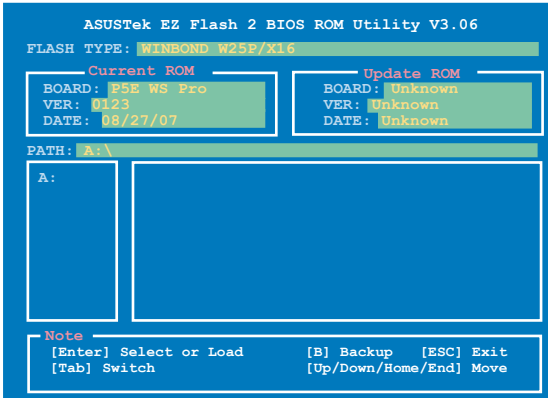 ASUSTek EZ Flash 2 BIOS ROM Utility V3.06
FLASH TYPE: WINBOND W25P/X16
Current ROM
BOARD: P5E WS Pro
VER: 0123
DATE: 08/27/07
Update ROM
BOARD: Unknown
VER: Unknown
DATE: Unknown
PATH: A:\
A:
Note
[Enter] Select or Load [B] Backup [ESC] Exit
[Tab] Switch [Up/Down/Home/End] Move